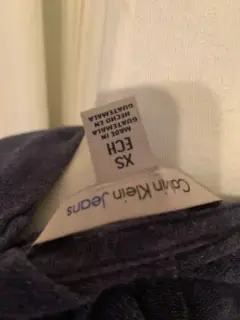 Calvin Klein Jeans
XS
ECH
MADE IN
GUATEMALA
HECHO EN
GUATEMALA